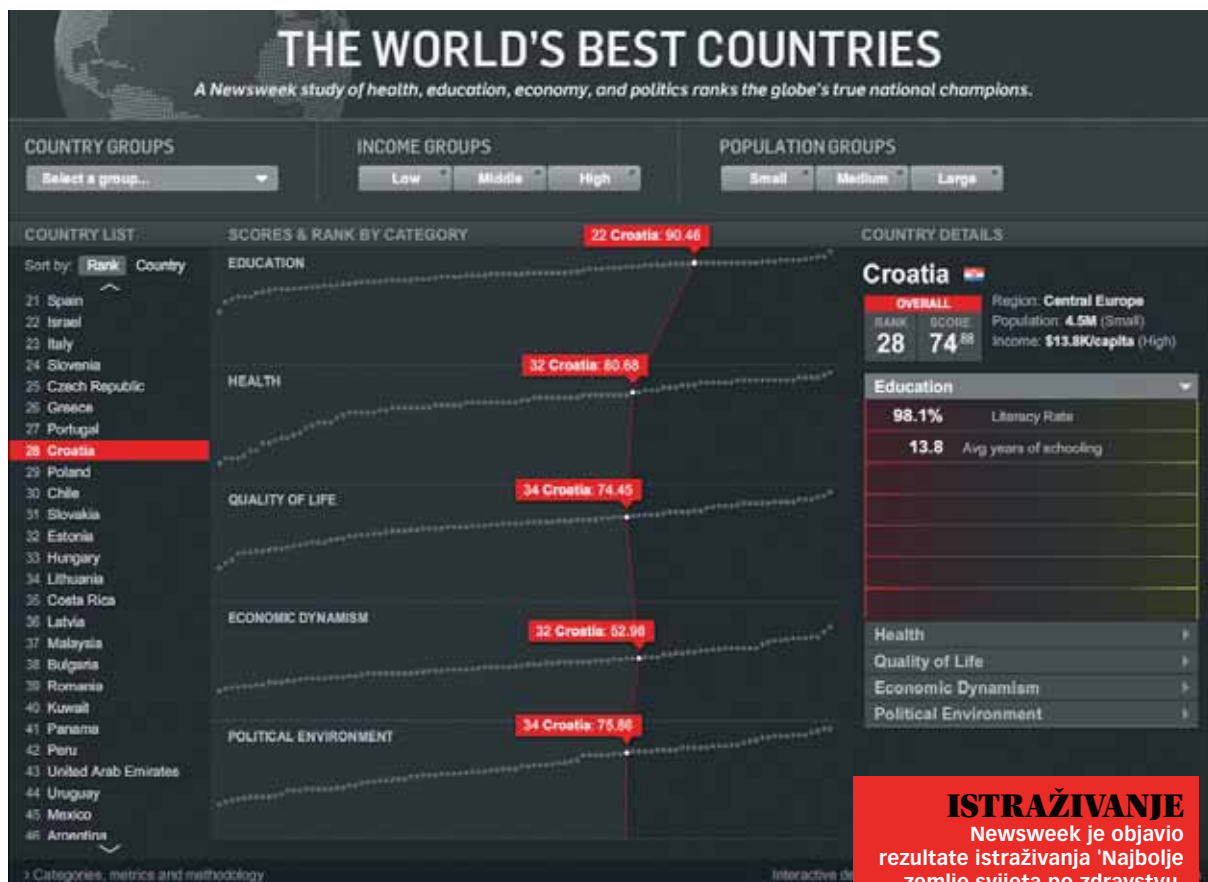 THE WORLD'S BEST COUNTRIES
A Newsweek study of health, education, economy, and politics ranks the globe's true national champions.
COUNTRY GROUPS
Select a group...
INCOME GROUPS
Low Middle High
POPULATION GROUPS
Small Medium Large
COUNTRY LIST
Sort by: Rank Country
21 Spain
22 Israel
23 Italy
24 Slovenia
25 Czech Republic
26 Greece
27 Portugal
28 Croatia
29 Poland
30 Chile
31 Slovakia
32 Estonia
33 Hungary
34 Lithuania
35 Costa Rica
36 Latvia
37 Malaysia
38 Bulgaria
39 Romania
40 Kuwait
41 Panama
42 Peru
43 United Arab Emirates
44 Uruguay
45 Mexico
46 Argentina
SCORES & RANK BY CATEGORY
22 Croatia: 90.46
EDUCATION
32 Croatia: 80.68
HEALTH
34 Croatia: 74.45
QUALITY OF LIFE
32 Croatia: 52.96
ECONOMIC DYNAMISM
34 Croatia: 75.86
POLITICAL ENVIRONMENT
COUNTRY DETAILS
Croatia
OVERALL
RANK SCORE
28 74.88
Region: Central Europe
Population: 4.5M (Small)
Income: $13.8K/capita (High)
Education
98.1% Literacy Rate
13.8 Avg years of schooling
Health
Quality of Life
Economic Dynamism
Political Environment
› Categories, metrics and methodology
Interactive
ISTRAŽIVANJE
Newsweek je objavio
rezultate istraživanja 'Najbolje
zemlje svijeta po zdravstvu,